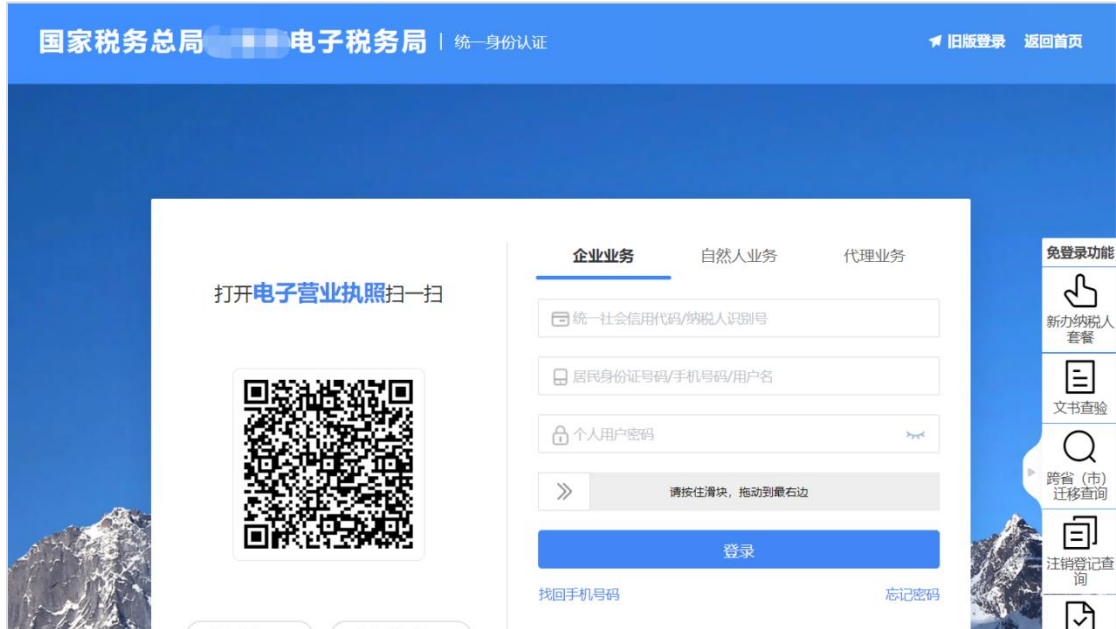 国家税务总局 电子税务局 | 统一身份认证
旧版登录 返回首页
打开电子营业执照扫一扫
企业业务 自然人业务 代理业务
统一社会信用代码/纳税人识别号
居民身份证号码/手机号码/用户名
个人用户密码
请按住滑块，拖动到最右边
登录
找回手机号码 忘记密码
免登录功能
新办纳税人
套餐
文书查验
跨省（市）
迁移查询
注销登记查
询